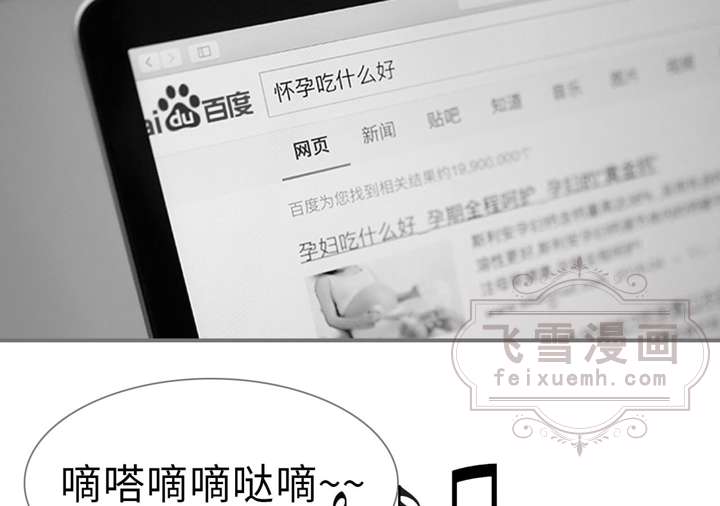 怀孕吃什么好
du 百度
网页 新闻 贴吧 知道 音乐 图片 视频
百度为您找到相关结果约19,900,000个
孕妇吃什么好_孕期全程呵护_孕妇的"黄金钙"
飞雪漫画
feixuemh.com
嘀嗒嘀嘀哒嘀~~